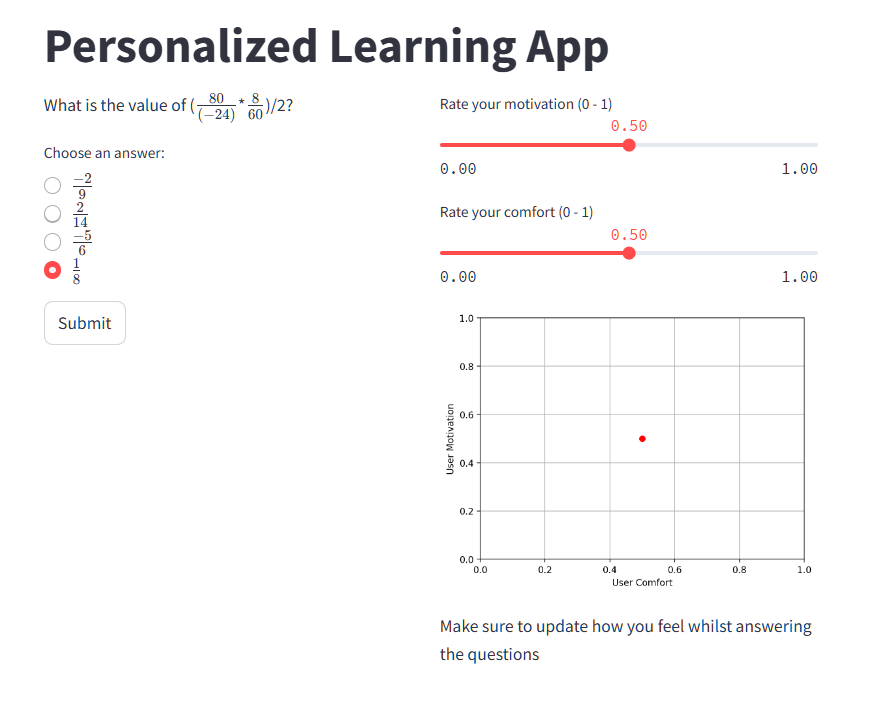 Personalized Learning App
What is the value of (\frac{80}{(-24)} * \frac{8}{60})/2?
Choose an answer:
\frac{-2}{9}
\frac{2}{14}
\frac{-5}{6}
\frac{1}{8}
Submit
Rate your motivation (0 - 1)
0.50
0.00 1.00
Rate your comfort (0 - 1)
0.50
0.00 1.00
1.0
0.8
0.6
0.4
0.2
0.0
User Motivation
0.0 0.2 0.4 0.6 0.8 1.0
User Comfort
Make sure to update how you feel whilst answering
the questions